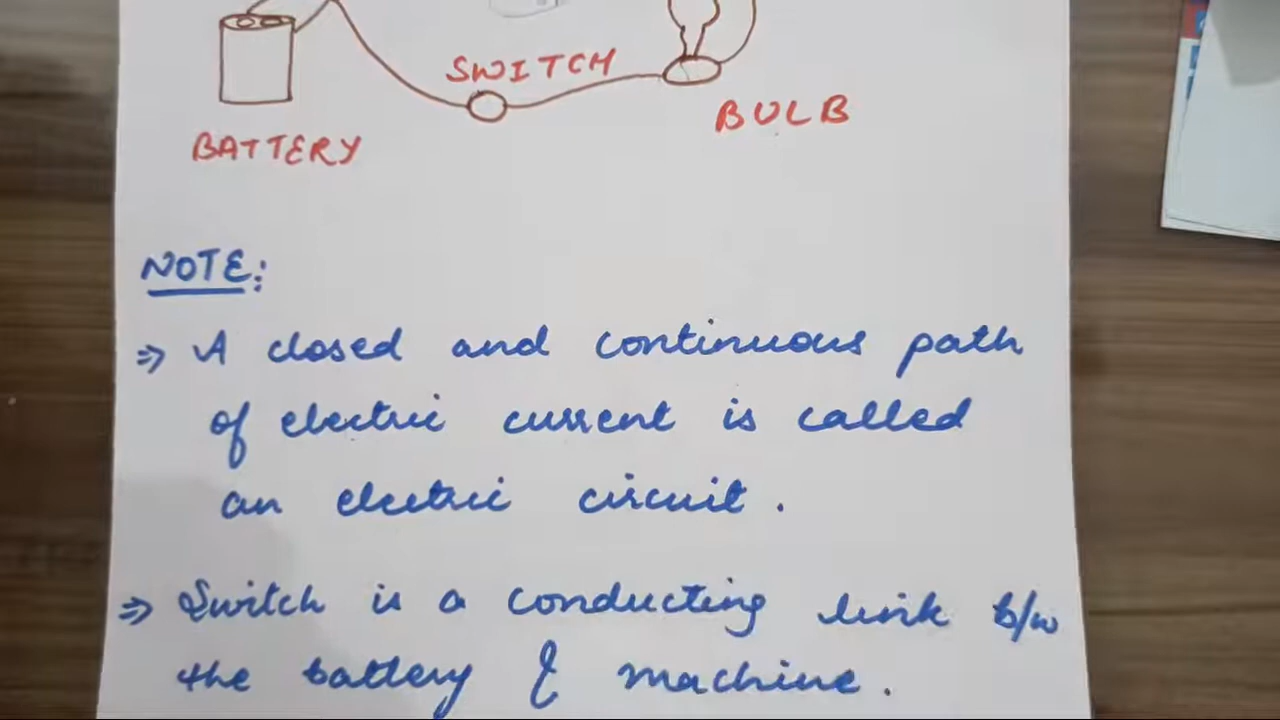 SWITCH
BULB
BATTERY
NOTE:
⇒ A closed and continuous path
of electric current is called
an electric circuit.
⇒ Switch is a conducting link b/w
the battery & machine.